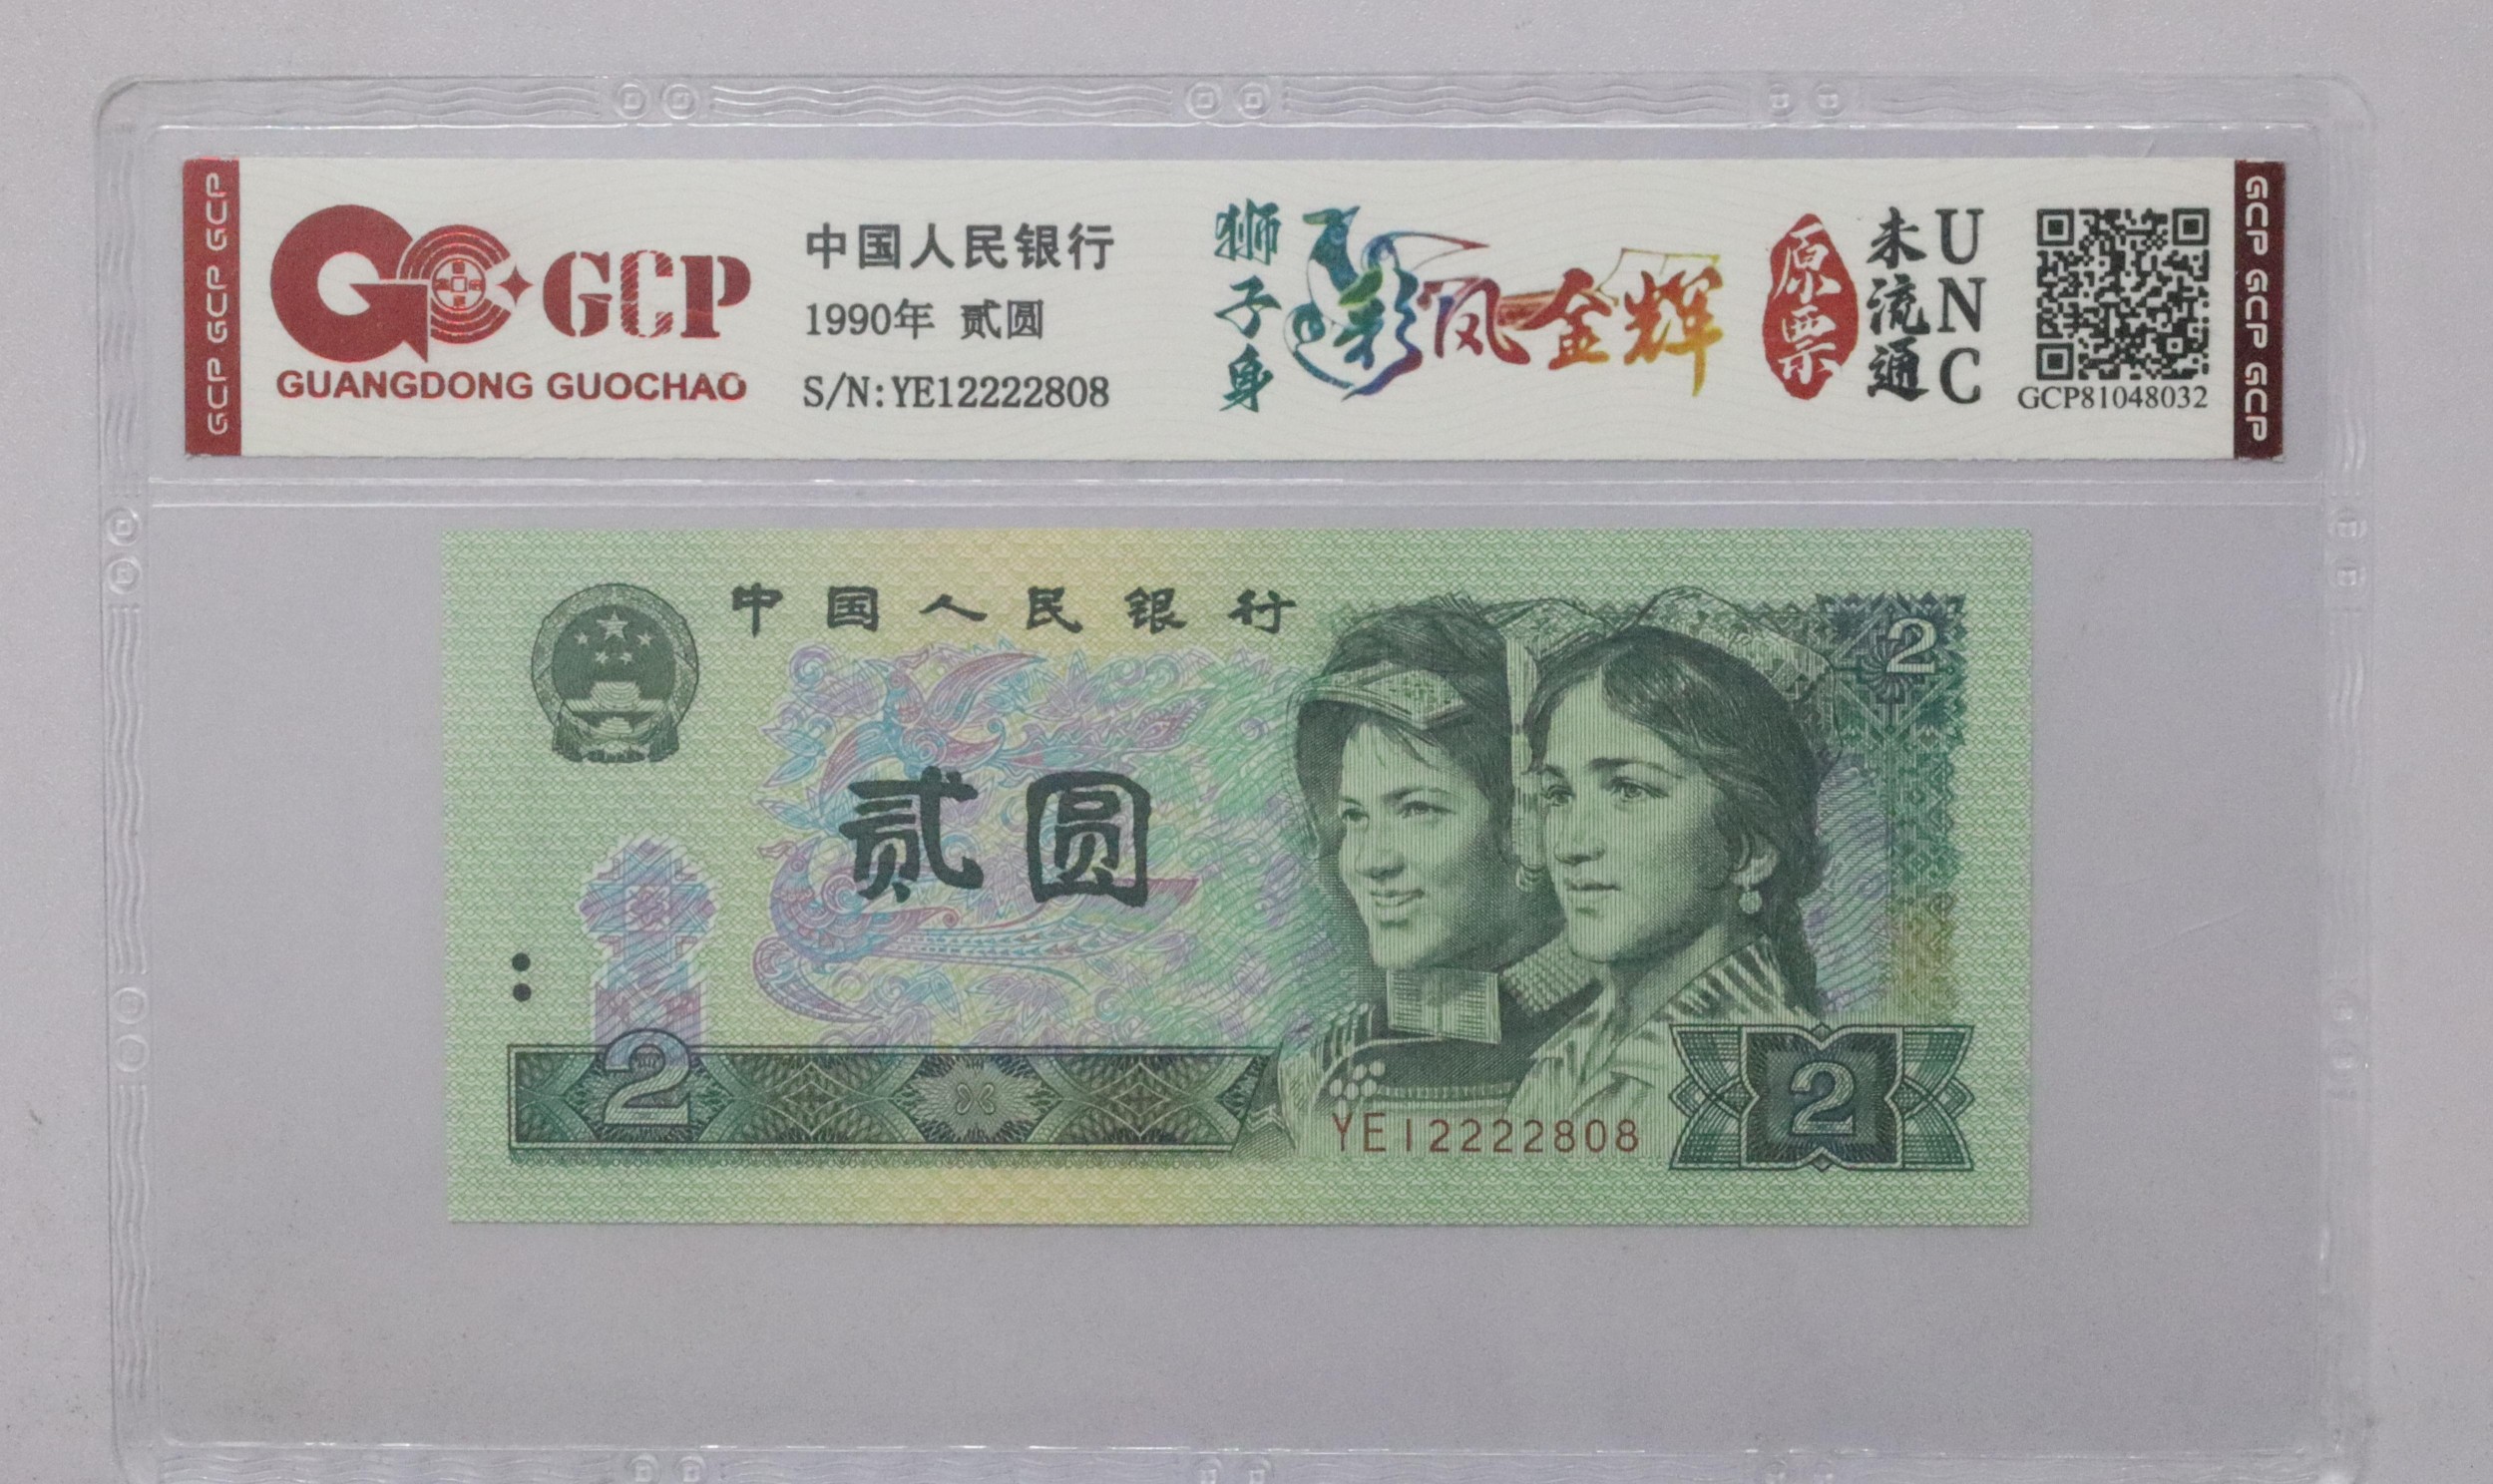 GCP GCP GCP
GCP
GUANGDONG GUOCHAO
中国人民银行
1990年 贰圆
S/N:YE12222808
狮子身
彩凤金辉
原票
未流通
UNC
GCP81048032
GCP GCP GCP
中国人民银行
2
贰圆
2
YE12222808
2